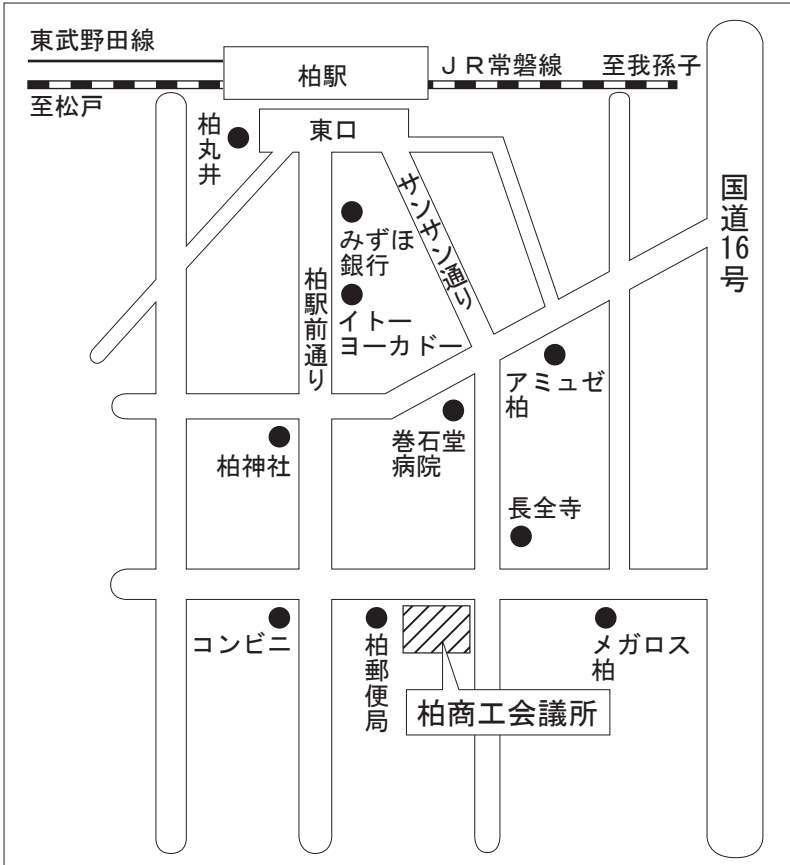 東武野田線
柏駅
ＪＲ常磐線
至我孫子
至松戸
柏丸井
東口
サンサン通り
国道16号
みずほ
銀行
柏駅前通り
イトー
ヨーカドー
アミュゼ
柏
柏神社
巻石堂
病院
長全寺
コンビニ
柏郵便局
メガロス
柏
柏商工会議所